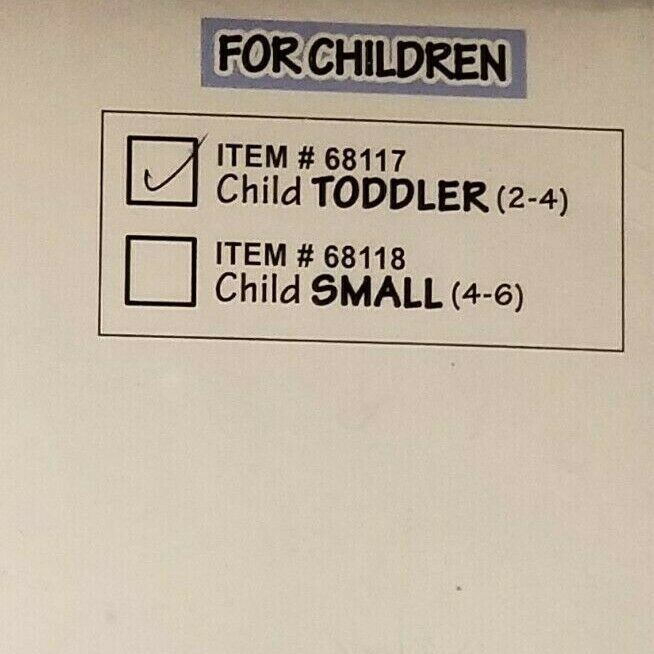 FOR CHILDREN
ITEM # 68117
Child TODDLER (2-4)
ITEM # 68118
Child SMALL (4-6)